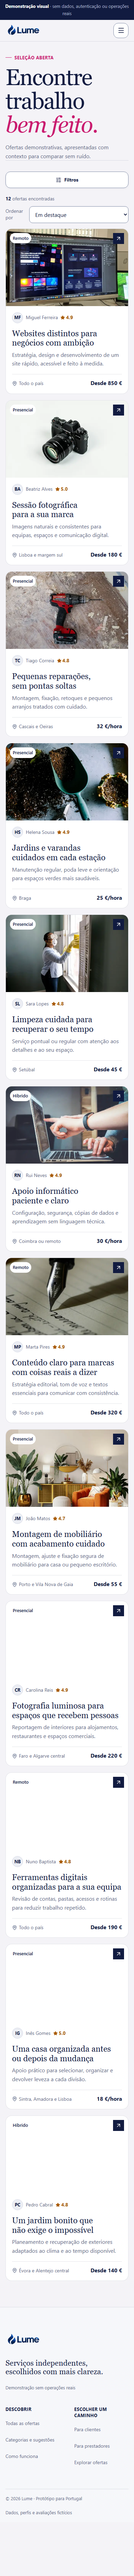 Demonstração visual · sem dados, autenticação ou operações
reais
Lume
SELEÇÃO ABERTA
Encontre
trabalho
bem feito.
Ofertas demonstrativas, apresentadas com
contexto para comparar sem ruído.
Filtros
12 ofertas encontradas
Ordenar
por
Em destaque
Remoto
MF Miguel Ferreira ★ 4.9
Websites distintos para
negócios com ambição
Estratégia, design e desenvolvimento de um
site rápido, acessível e feito à medida.
Todo o país
Desde 850 €
Presencial
BA Beatriz Alves ★ 5.0
Sessão fotográfica
para a sua marca
Imagens naturais e consistentes para
equipas, espaços e comunicação digital.
Lisboa e margem sul
Desde 180 €
Presencial
TC Tiago Correia ★ 4.8
Pequenas reparações,
sem pontas soltas
Montagem, fixação, retoques e pequenos
arranjos tratados com cuidado.
Cascais e Oeiras
32 €/hora
Presencial
HS Helena Sousa ★ 4.9
Jardins e varandas
cuidados em cada estação
Manutenção regular, poda leve e orientação
para espaços verdes mais saudáveis.
Braga
25 €/hora
Presencial
SL Sara Lopes ★ 4.8
Limpeza cuidada para
recuperar o seu tempo
Serviço pontual ou regular com atenção aos
detalhes e ao seu espaço.
Setúbal
Desde 45 €
Híbrido
RN Rui Neves ★ 4.9
Apoio informático
paciente e claro
Configuração, segurança, cópias de dados e
aprendizagem sem linguagem técnica.
Coimbra ou remoto
30 €/hora
Remoto
MP Marta Pires ★ 4.9
Conteúdo claro para marcas
com coisas reais a dizer
Estratégia editorial, tom de voz e textos
essenciais para comunicar com consistência.
Todo o país
Desde 320 €
Presencial
JM João Matos ★ 4.7
Montagem de mobiliário
com acabamento cuidado
Montagem, ajuste e fixação segura de
mobiliário para casa ou pequeno escritório.
Porto e Vila Nova de Gaia
Desde 55 €
Presencial
CR Carolina Reis ★ 4.9
Fotografia luminosa para
espaços que recebem pessoas
Reportagem de interiores para alojamentos,
restaurantes e espaços comerciais.
Faro e Algarve central
Desde 220 €
Remoto
NB Nuno Baptista ★ 4.8
Ferramentas digitais
organizadas para a sua equipa
Revisão de contas, pastas, acessos e rotinas
para reduzir trabalho repetido.
Todo o país
Desde 190 €
Presencial
IG Inês Gomes ★ 5.0
Uma casa organizada antes
ou depois da mudança
Apoio prático para selecionar, organizar e
devolver leveza a cada divisão.
Sintra, Amadora e Lisboa
18 €/hora
Híbrido
PC Pedro Cabral ★ 4.8
Um jardim bonito que
não exige o impossível
Planeamento e recuperação de exteriores
adaptados ao clima e ao tempo disponível.
Évora e Alentejo central
Desde 140 €
Lume
Serviços independentes,
escolhidos com mais clareza.
Demonstração sem operações reais
DESCOBRIR
Todas as ofertas
Categorias e sugestões
Como funciona
ESCOLHER UM
CAMINHO
Para clientes
Para prestadores
Explorar ofertas
© 2026 Lume · Protótipo para Portugal
Dados, perfis e avaliações fictícios